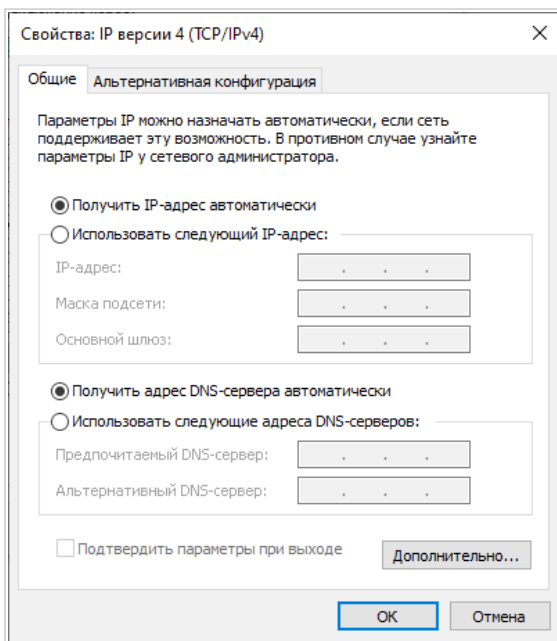 Свойства: IP версии 4 (TCP/IPv4)
Общие
Альтернативная конфигурация
Параметры IP можно назначать автоматически, если сеть
поддерживает эту возможность. В противном случае узнайте
параметры IP у сетевого администратора.
Получить IP-адрес автоматически
Использовать следующий IP-адрес:
IP-адрес:
Маска подсети:
Основной шлюз:
Получить адрес DNS-сервера автоматически
Использовать следующие адреса DNS-серверов:
Предпочитаемый DNS-сервер:
Альтернативный DNS-сервер:
Подтвердить параметры при выходе
Дополнительно...
ОК
Отмена